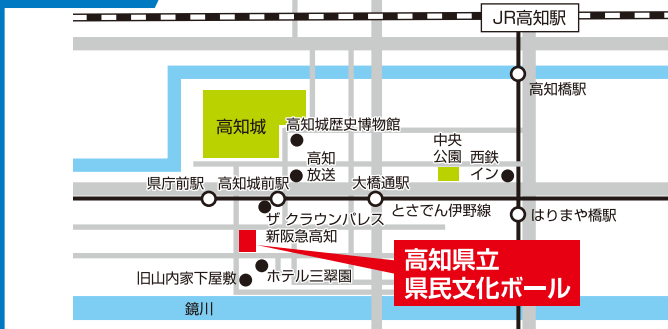 JR高知駅
高知橋駅
高知城
高知城歴史博物館
高知
放送
中央
公園
西鉄
イン
県庁前駅
高知城前駅
大橋通駅
とさでん伊野線
はりまや橋駅
ザ クラウンパレス
新阪急高知
高知県立
県民文化ホール
旧山内家下屋敷
ホテル三翠園
鏡川